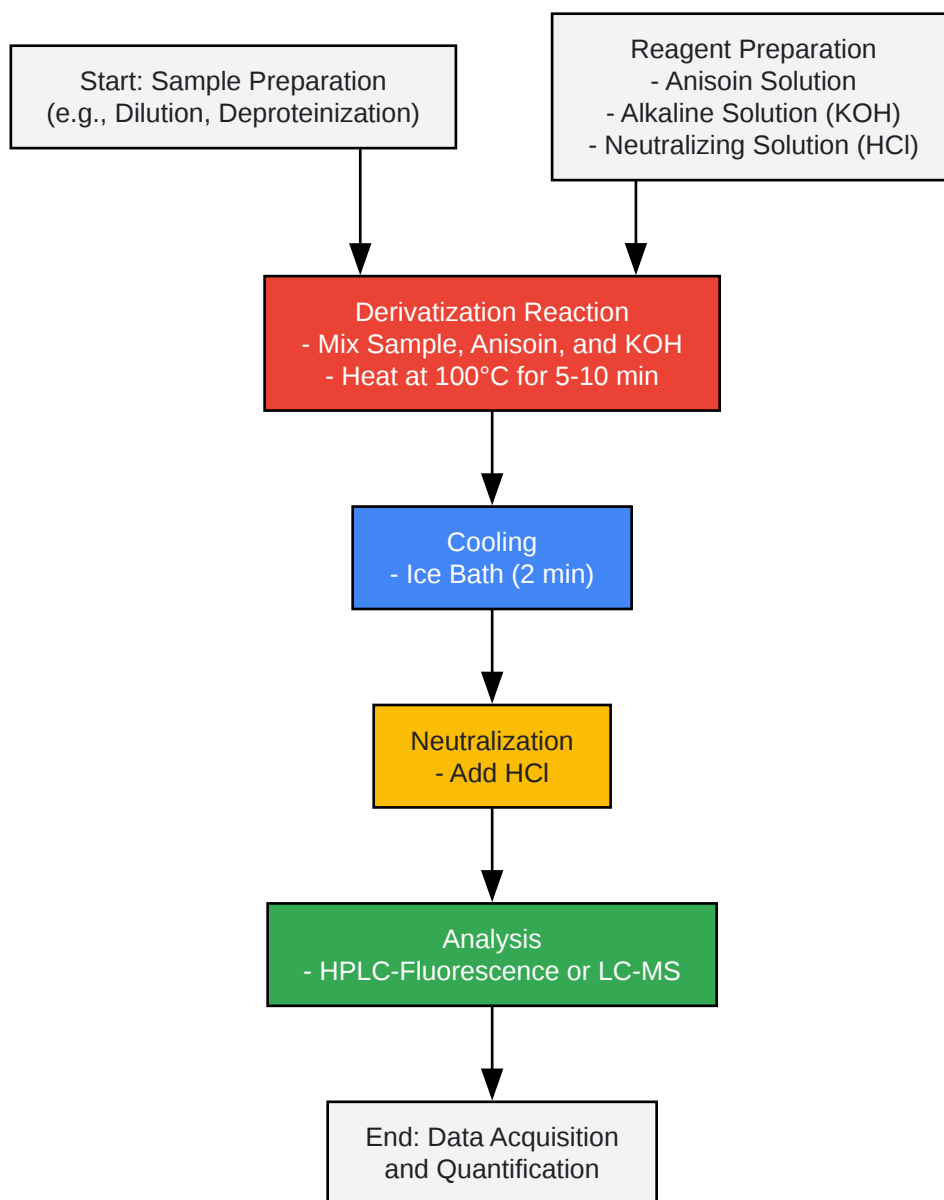 Start: Sample Preparation
(e.g., Dilution, Deproteinization)
Reagent Preparation
- Anisoin Solution
- Alkaline Solution (KOH)
- Neutralizing Solution (HCl)
Derivatization Reaction
- Mix Sample, Anisoin, and KOH
- Heat at 100°C for 5-10 min
Cooling
- Ice Bath (2 min)
Neutralization
- Add HCl
Analysis
- HPLC-Fluorescence or LC-MS
End: Data Acquisition
and Quantification